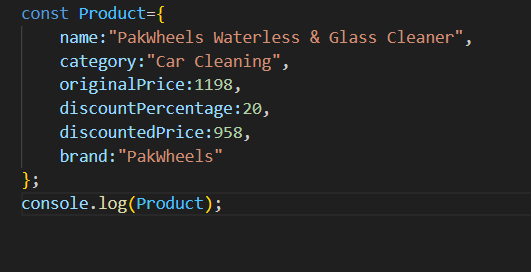 const Product={
name:"PakWheels Waterless & Glass Cleaner",
category:"Car Cleaning",
originalPrice:1198,
discountPercentage:20,
discountedPrice:958,
brand:"PakWheels"
};
console.log(Product);